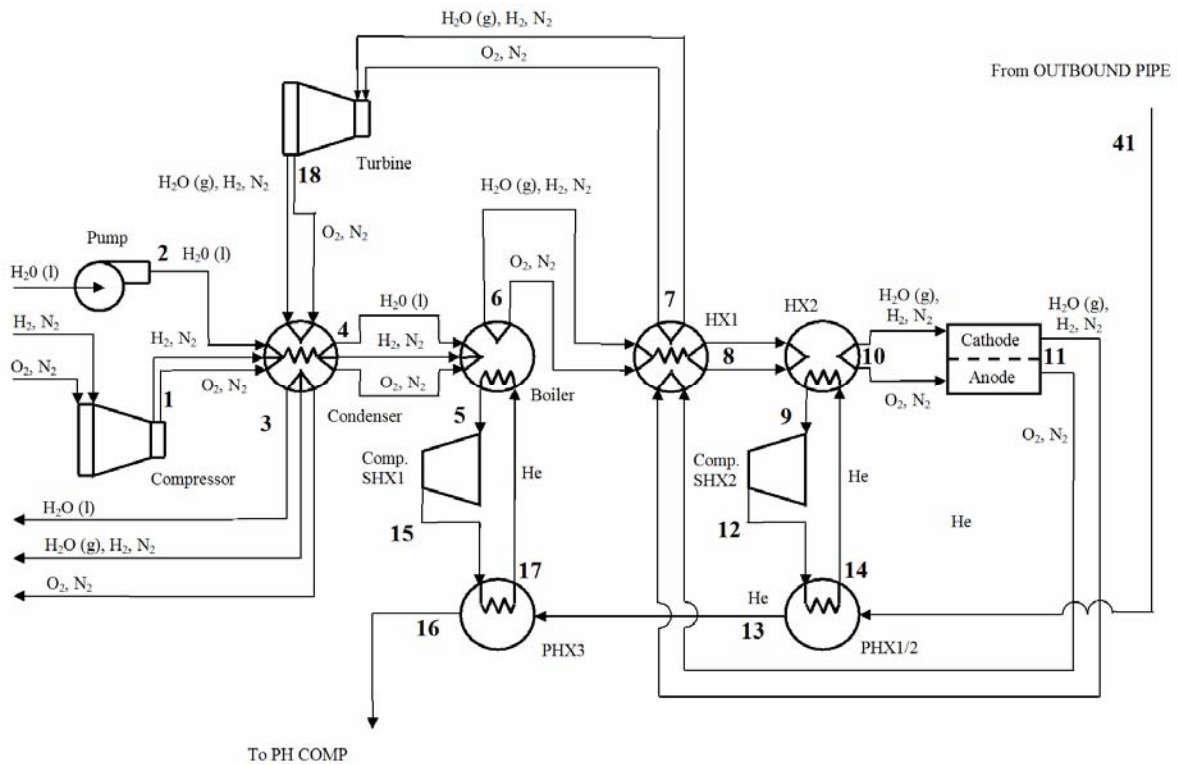 H₂O (g), H₂, N₂
O₂, N₂
From OUTBOUND PIPE
41
Turbine
18
H₂O (g), H₂, N₂
H₂O (g), H₂, N₂
O₂, N₂
Pump
2
H₂0 (l)
H₂0 (l)
O₂, N₂
6
7
HX1
HX2
H₂O (g),
H₂, N₂
H₂O (g),
H₂, N₂
H₂, N₂
H₂, N₂
4
H₂0 (l)
H₂, N₂
O₂, N₂
8
10
Cathode
Anode
11
O₂, N₂
O₂, N₂
1
3
Condenser
5
Boiler
9
O₂, N₂
O₂, N₂
Compressor
Comp.
SHX1
He
Comp.
SHX2
He
He
H₂O (l)
15
12
H₂O (g), H₂, N₂
17
14
O₂, N₂
16
He
13
PHX3
PHX1/2
To PH COMP